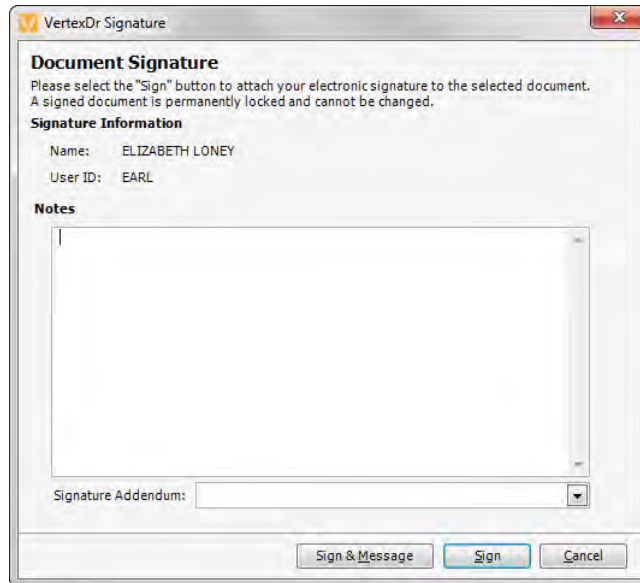 VertexDr Signature
Document Signature
Please select the "Sign" button to attach your electronic signature to the selected document.
A signed document is permanently locked and cannot be changed.
Signature Information
Name: ELIZABETH LONEY
User ID: EARL
Notes
Signature Addendum:
Sign & Message Sign Cancel